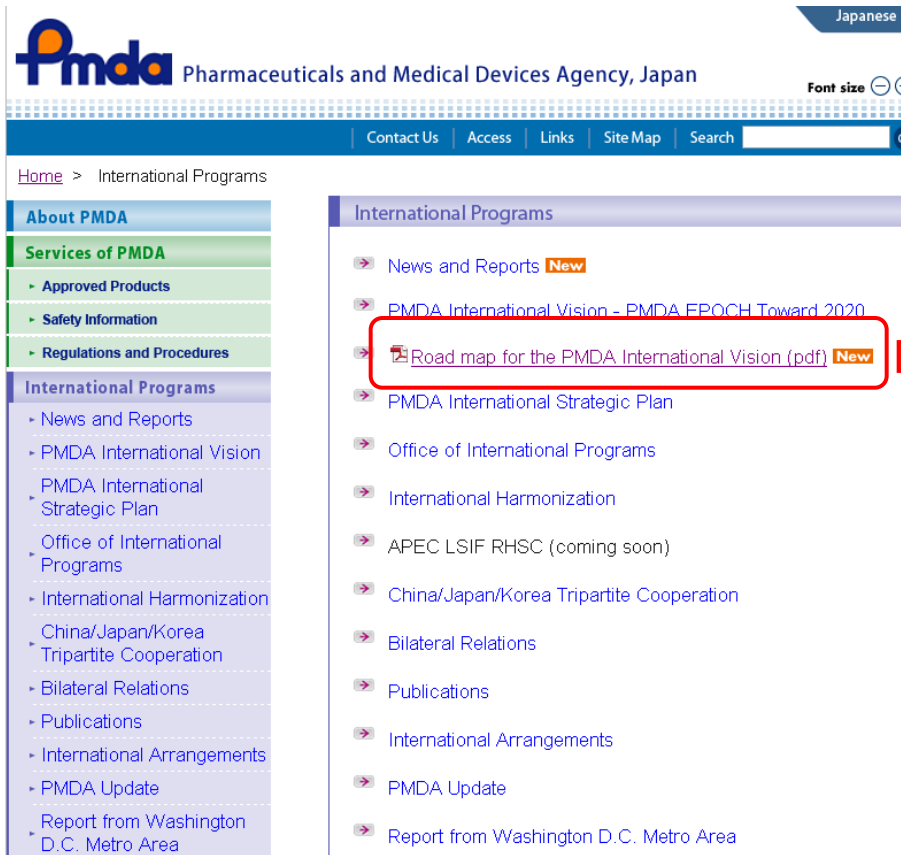 Japanese
Pmda Pharmaceuticals and Medical Devices Agency, Japan
Font size
Contact Us | Access | Links | Site Map | Search
Home > International Programs
About PMDA
Services of PMDA
Approved Products
Safety Information
Regulations and Procedures
International Programs
News and Reports
PMDA International Vision
PMDA International
Strategic Plan
Office of International
Programs
International Harmonization
China/Japan/Korea
Tripartite Cooperation
Bilateral Relations
Publications
International Arrangements
PMDA Update
Report from Washington
D.C. Metro Area
International Programs
News and Reports New
PMDA International Vision - PMDA EPOCH Toward 2020
Road map for the PMDA International Vision (pdf) New
PMDA International Strategic Plan
Office of International Programs
International Harmonization
APEC LSIF RHSC (coming soon)
China/Japan/Korea Tripartite Cooperation
Bilateral Relations
Publications
International Arrangements
PMDA Update
Report from Washington D.C. Metro Area